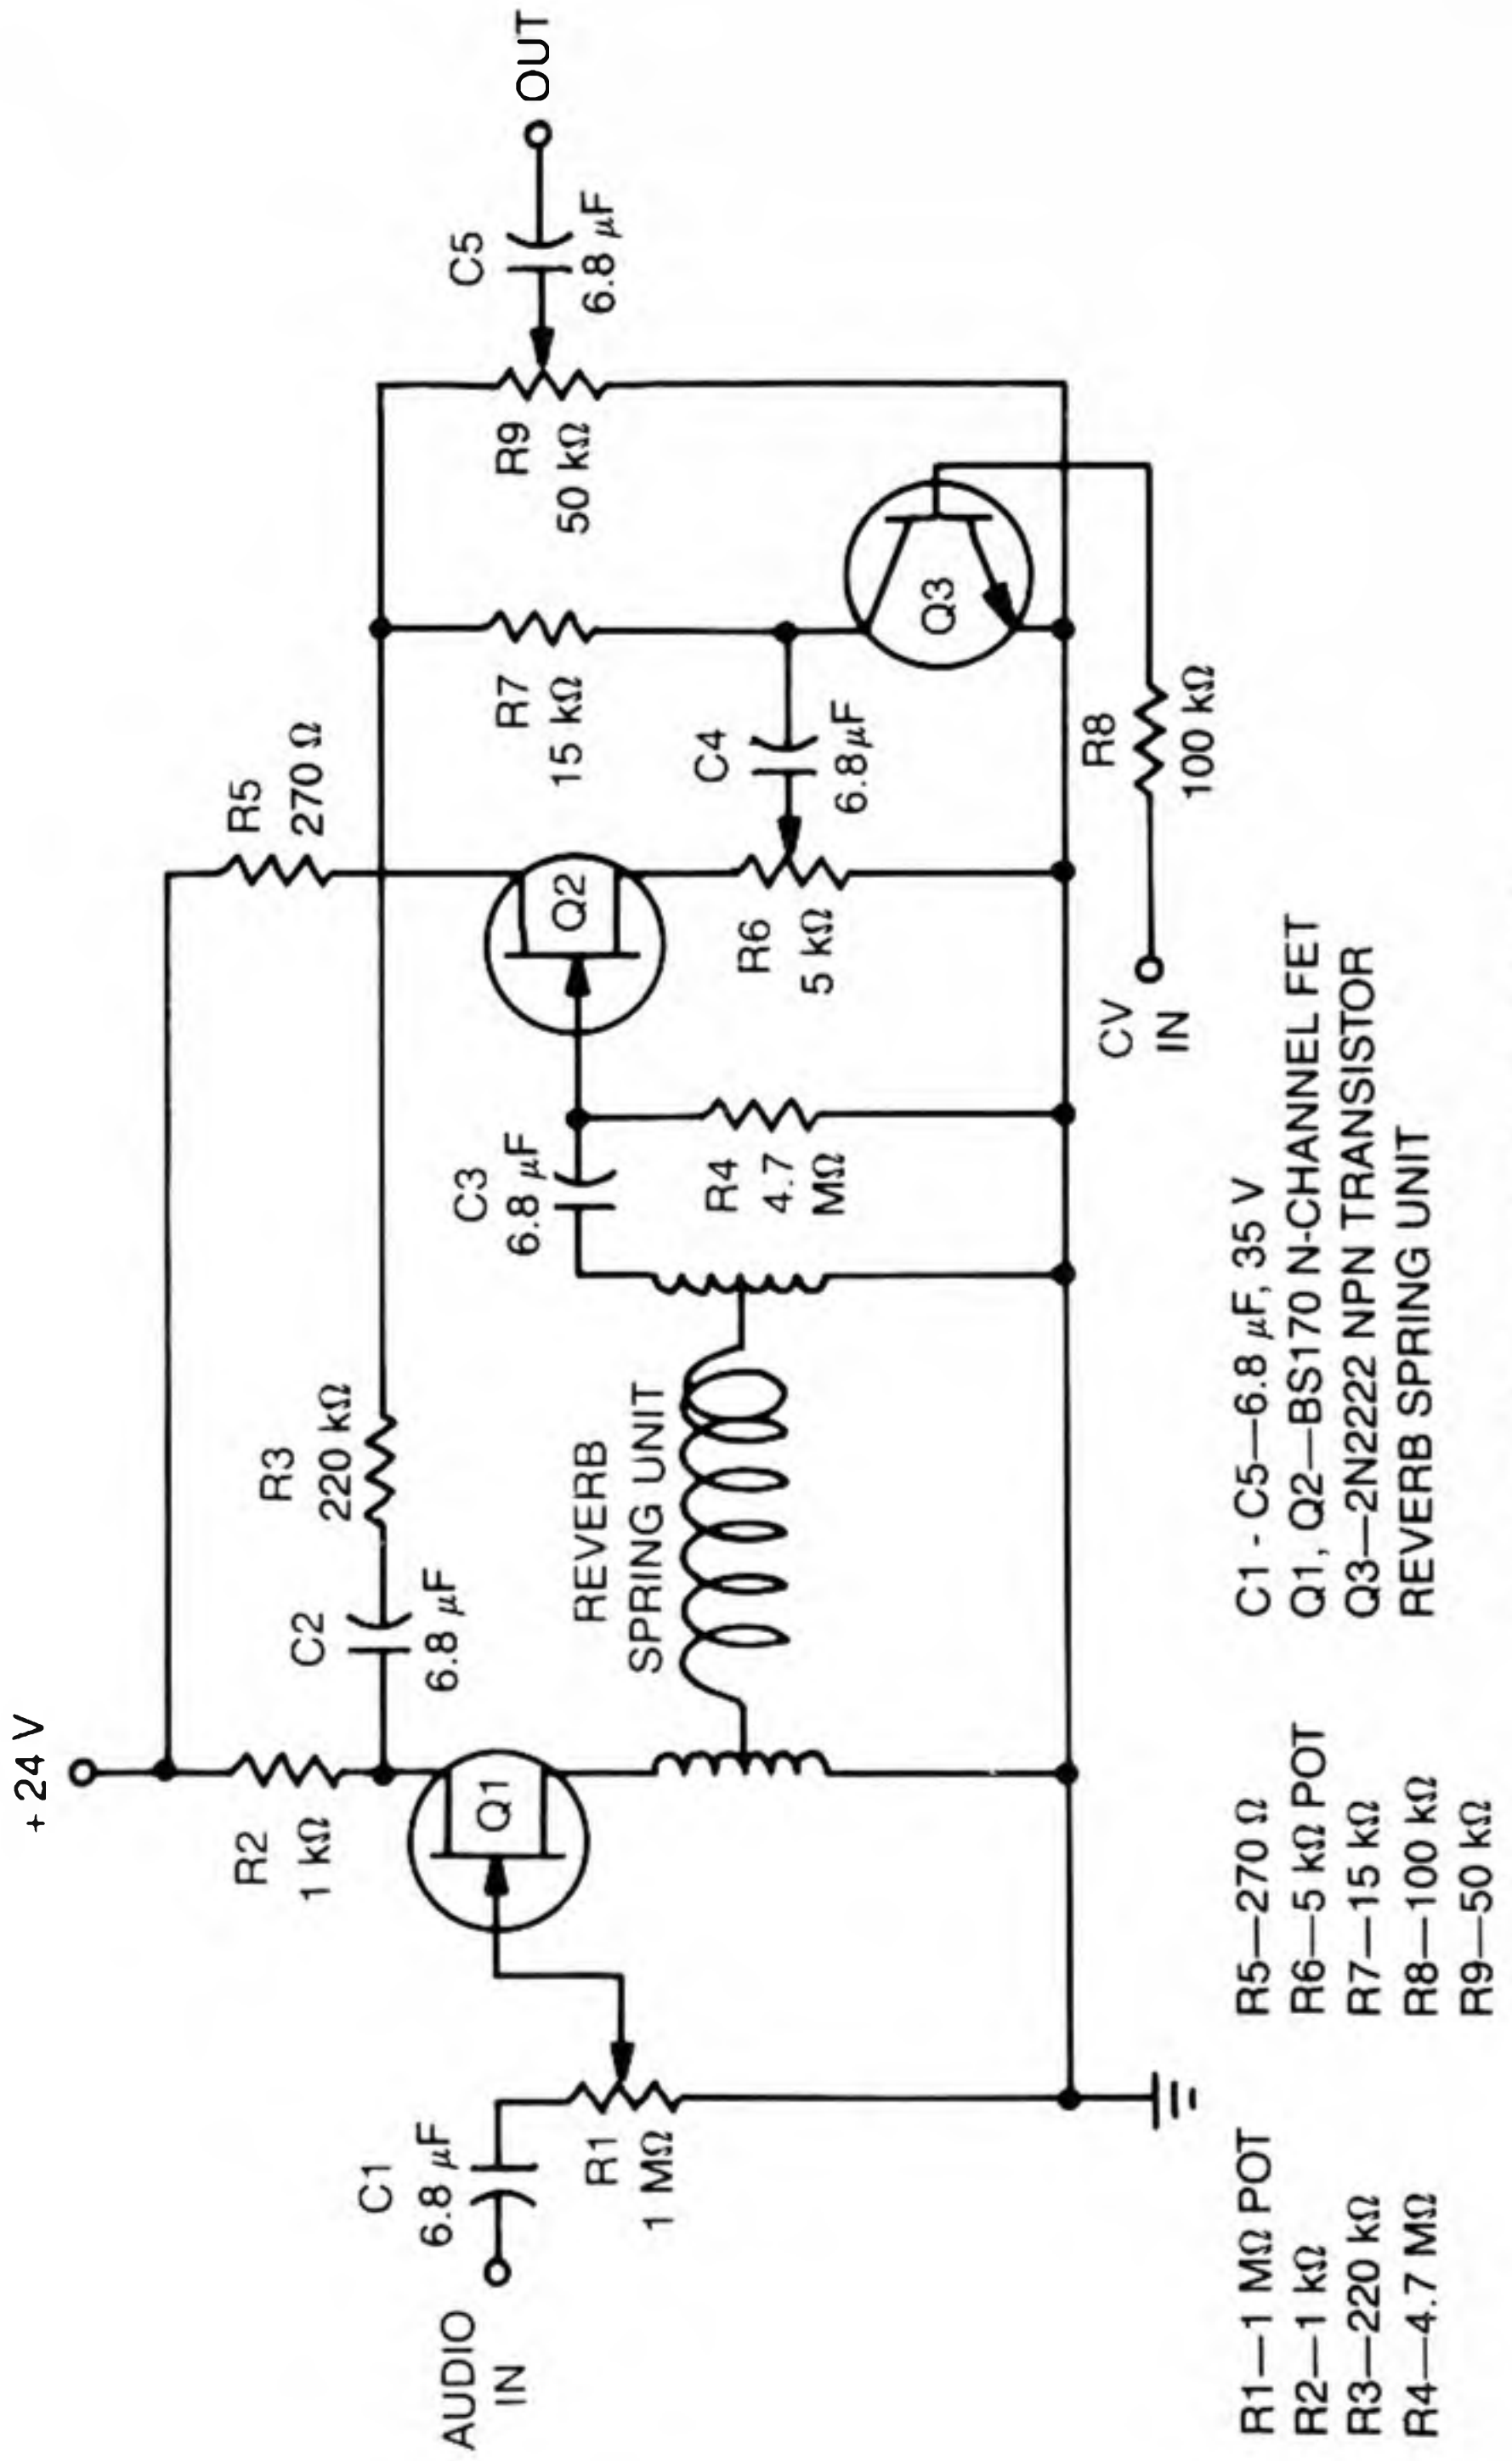 + 24 V
R2
1 kΩ
C2
6.8 µF
R3
220 kΩ
R5
270 Ω
AUDIO
IN
C1
6.8 µF
R1
1 MΩ
Q1
REVERB
SPRING UNIT
C3
6.8 µF
R4
4.7
MΩ
Q2
R6
5 kΩ
C4
6.8µF
R7
15 kΩ
R9
50 kΩ
C5
6.8 µF
OUT
Q3
CV
IN
R8
100 kΩ
R1—1 MΩ POT
R2—1 kΩ
R3—220 kΩ
R4—4.7 MΩ
R5—270 Ω
R6—5 kΩ POT
R7—15 kΩ
R8—100 kΩ
R9—50 kΩ
C1 - C5—6.8 µF, 35 V
Q1, Q2—BS170 N-CHANNEL FET
Q3—2N2222 NPN TRANSISTOR
REVERB SPRING UNIT